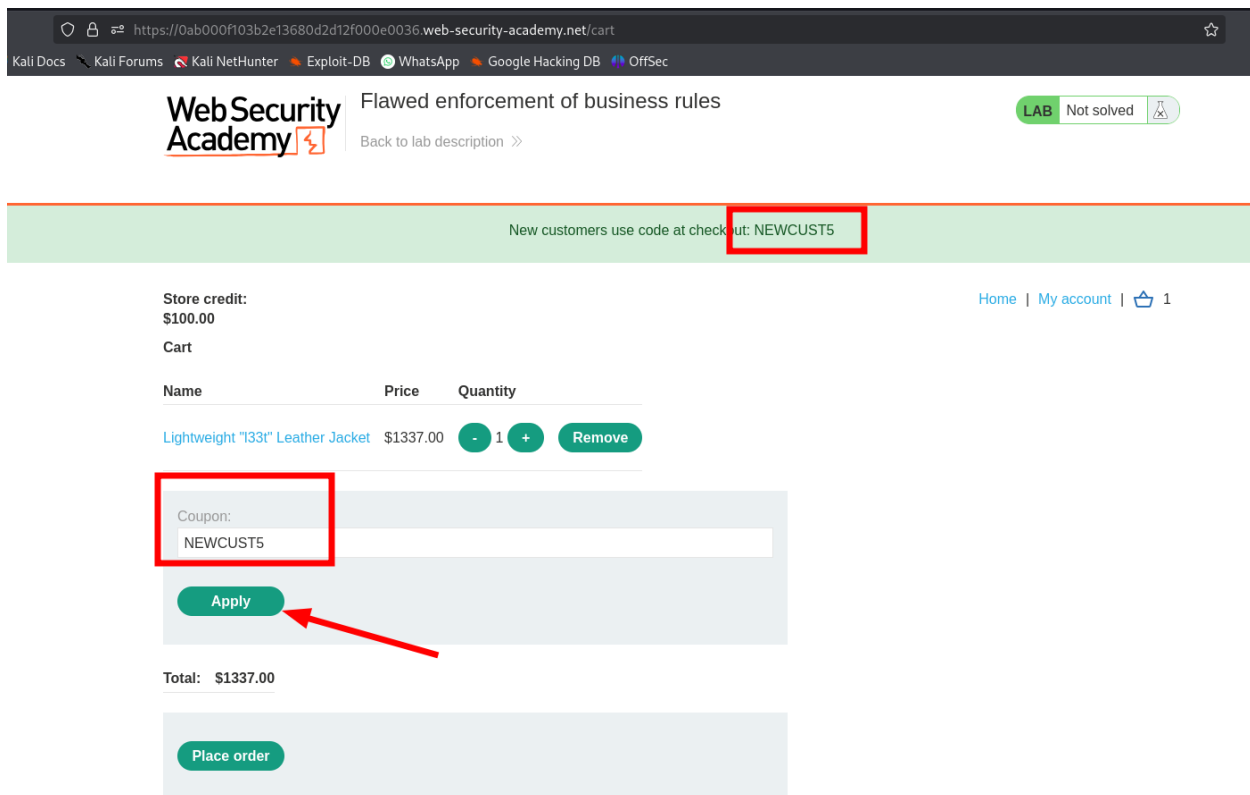 https://0ab000f103b2e13680d2d12f000e0036.web-security-academy.net/cart
Kali Docs Kali Forums Kali NetHunter Exploit-DB WhatsApp Google Hacking DB OffSec
Web Security
Academy
Flawed enforcement of business rules
Back to lab description
LAB Not solved
New customers use code at checkout: NEWCUST5
Store credit:
$100.00
Home | My account | 1
Cart
Name Price Quantity
Lightweight "l33t" Leather Jacket $1337.00 - 1 + Remove
Coupon:
NEWCUST5
Apply
Total: $1337.00
Place order